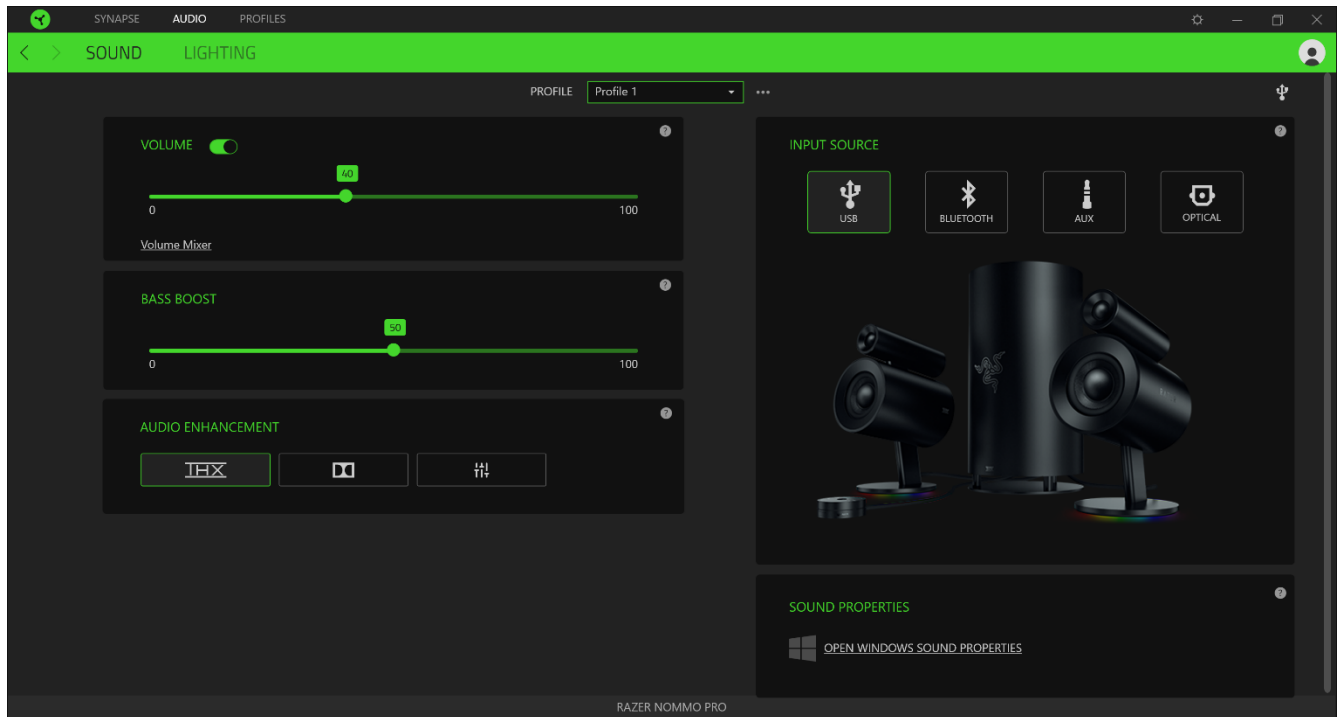 SYNAPSE AUDIO PROFILES
SOUND LIGHTING
PROFILE Profile 1
VOLUME
40
0 100
Volume Mixer
BASS BOOST
50
0 100
AUDIO ENHANCEMENT
THX
INPUT SOURCE
USB BLUETOOTH AUX OPTICAL
SOUND PROPERTIES
OPEN WINDOWS SOUND PROPERTIES
RAZER NOMMO PRO